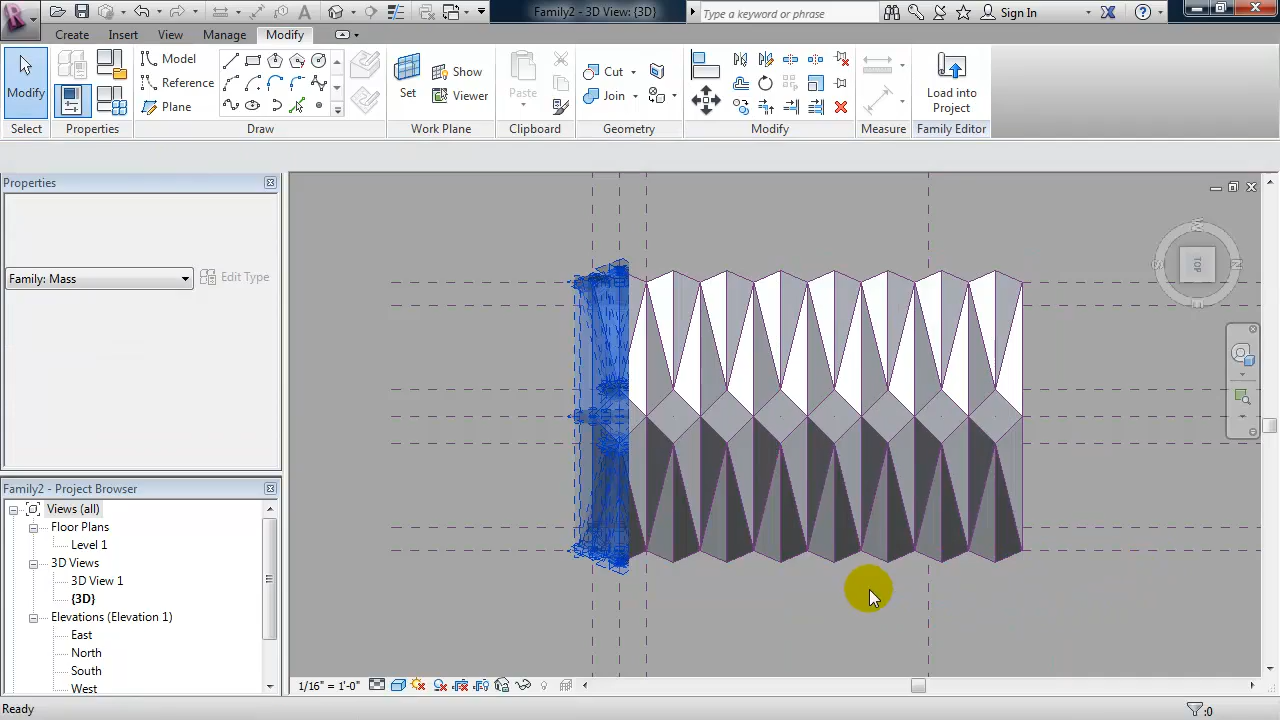 Family2 - 3D View: {3D}
Type a keyword or phrase
Sign In
Create
Insert
View
Manage
Modify
Modify
Model
Reference
Plane
Set
Show
Viewer
Paste
Cut
Join
Load into
Project
Select
Properties
Draw
Work Plane
Clipboard
Geometry
Modify
Measure
Family Editor
Properties
Family: Mass
Edit Type
TOP
Family2 - Project Browser
Views (all)
Floor Plans
Level 1
3D Views
3D View 1
{3D}
Elevations (Elevation 1)
East
North
South
West
1/16" = 1'-0"
Ready
:0